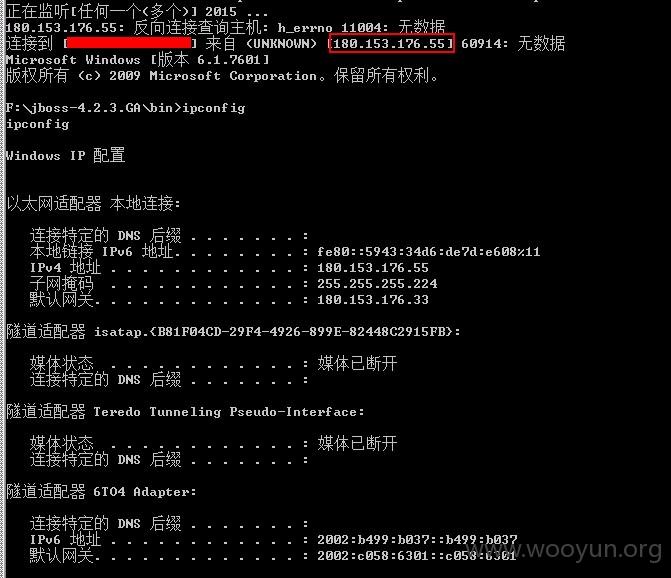 正在监听[任何一个(多个)] 2015 ...
180.153.176.55: 反向连接查询主机: h_errno 11004: 无数据
连接到 [] 来自 (UNKNOWN) [180.153.176.55] 60914: 无数据
Microsoft Windows [版本 6.1.7601]
版权所有 (c) 2009 Microsoft Corporation。保留所有权利。
F:\jboss-4.2.3.GA\bin>ipconfig
ipconfig
Windows IP 配置
以太网适配器 本地连接:
连接特定的 DNS 后缀 . . . . . . . :
本地链接 IPv6 地址. . . . . . . . : fe80::5943:34d6:de7d:e608%11
IPv4 地址 . . . . . . . . . . . . : 180.153.176.55
子网掩码 . . . . . . . . . . . . : 255.255.255.224
默认网关. . . . . . . . . . . . . : 180.153.176.33
隧道适配器 isatap.{B81F04CD-29F4-4926-899E-82448C2915FB}:
媒体状态 . . . . . . . . . . . . : 媒体已断开
连接特定的 DNS 后缀 . . . . . . . :
隧道适配器 Teredo Tunneling Pseudo-Interface:
媒体状态 . . . . . . . . . . . . : 媒体已断开
连接特定的 DNS 后缀 . . . . . . . :
隧道适配器 6TO4 Adapter:
连接特定的 DNS 后缀 . . . . . . . :
IPv6 地址 . . . . . . . . . . . . : 2002:b499:b037::b499:b037
默认网关. . . . . . . . . . . . . : 2002:c058:6301::c058:6301
www.wooyun.org